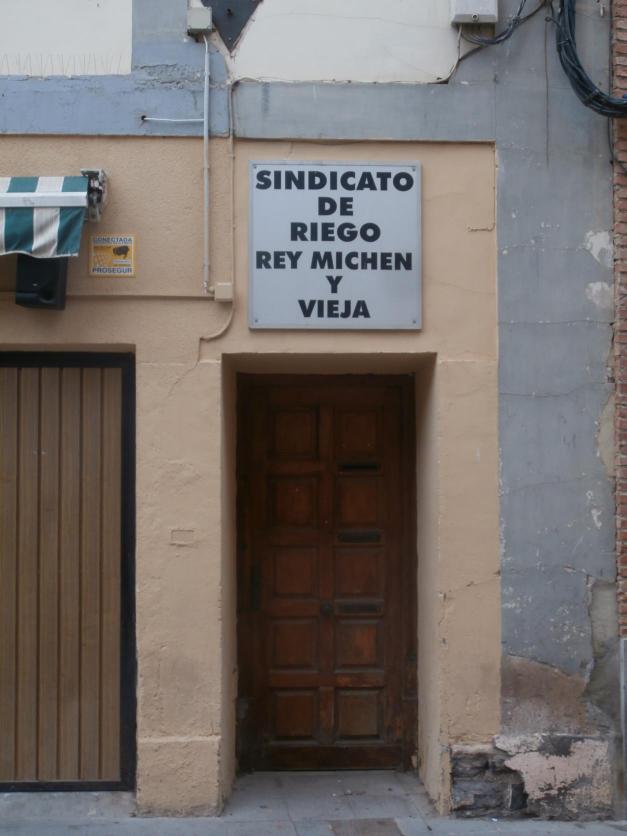 SINDICATO
DE
RIEGO
REY MICHEN
Y
VIEJA
CONECTADA
PROSEGUR